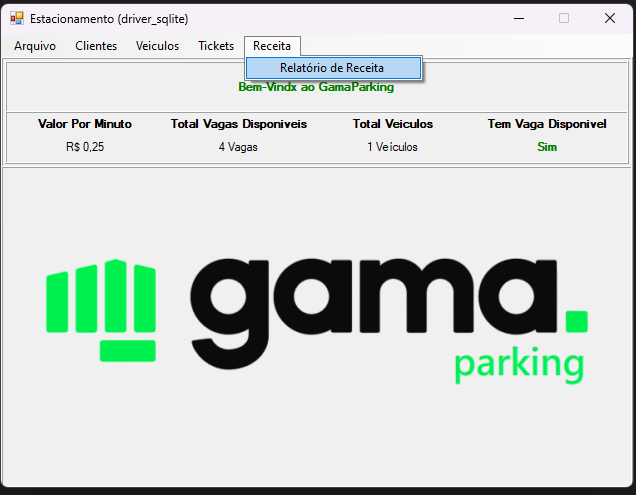 Estacionamento (driver_sqlite)
Arquivo Clientes Veiculos Tickets Receita
Relatório de Receita
Bem-Vindx ao GamaParking
Valor Por Minuto Total Vagas Disponiveis Total Veiculos Tem Vaga Disponivel
R$ 0,25 4 Vagas 1 Veículos Sim
gama.
parking